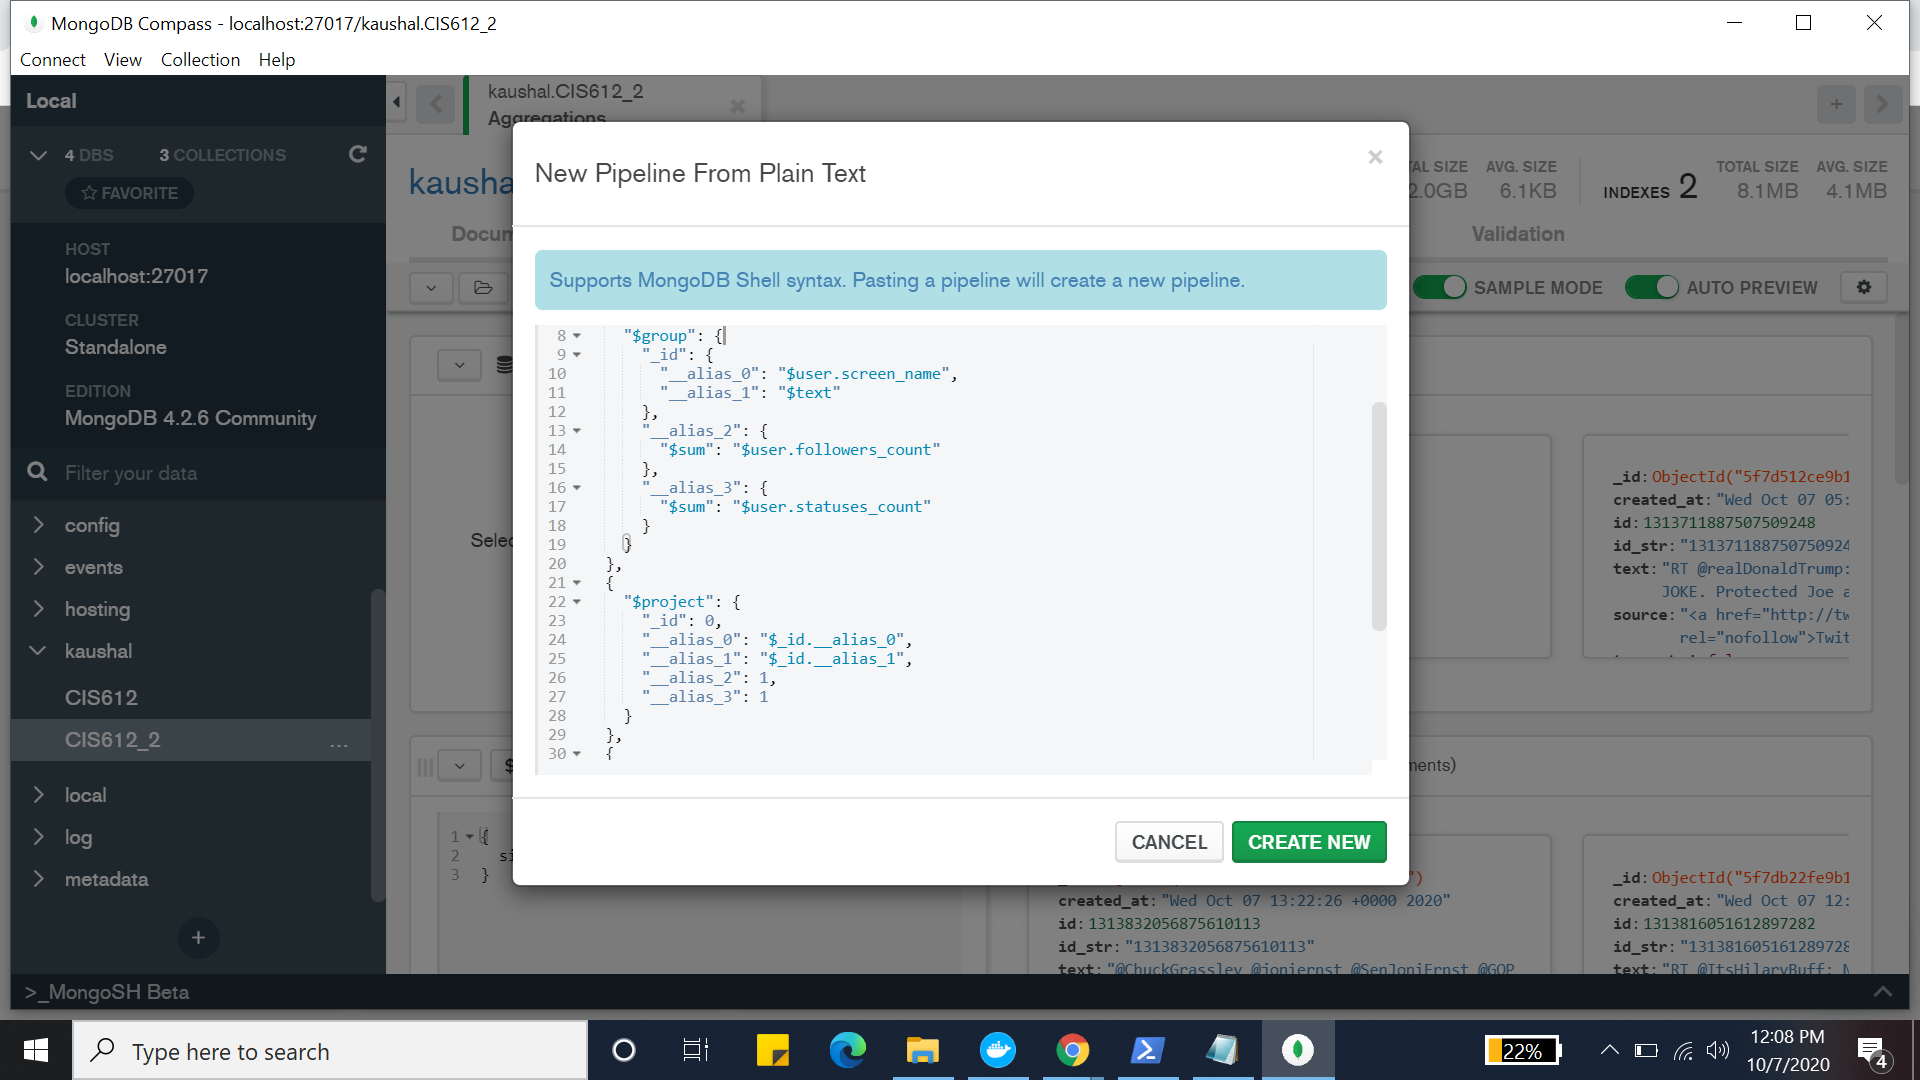 MongoDB Compass - localhost:27017/kaushal.CIS612_2
Connect View Collection Help
Local
4 DBS 3 COLLECTIONS
FAVORITE
HOST
localhost:27017
CLUSTER
Standalone
EDITION
MongoDB 4.2.6 Community
Filter your data
config
events
hosting
kaushal
CIS612
CIS612_2 ...
local
log
metadata
+
>_MongoSH Beta
kaushal.CIS612_2
Aggregations
kausha
Docum
TAL SIZE AVG. SIZE
2.0GB 6.1KB
INDEXES 2
TOTAL SIZE AVG. SIZE
8.1MB 4.1MB
Validation
SAMPLE MODE AUTO PREVIEW
Selec
New Pipeline From Plain Text
×
Supports MongoDB Shell syntax. Pasting a pipeline will create a new pipeline.
8 "$group": {
9 "_id": {
10 "__alias_0": "$user.screen_name",
11 "__alias_1": "$text"
12 },
13 "__alias_2": {
14 "$sum": "$user.followers_count"
15 },
16 "__alias_3": {
17 "$sum": "$user.statuses_count"
18 }
19 }
20 },
21 {
22 "$project": {
23 "_id": 0,
24 "__alias_0": "$_id.__alias_0",
25 "__alias_1": "$_id.__alias_1",
26 "__alias_2": 1,
27 "__alias_3": 1
28 }
29 },
30 {
CANCEL CREATE NEW
_id: ObjectId("5f7d512ce9b1
created_at: "Wed Oct 07 05:
id: 1313711887507509248
id_str: "131371188750750924
text: "RT @realDonaldTrump:
JOKE. Protected Joe a
source: "<a href="http://tw
rel="nofollow">Twit
ments)
1 {
2 si
3 }
")
created_at: "Wed Oct 07 13:22:26 +0000 2020"
id: 1313832056875610113
id_str: "1313832056875610113"
text: "@ChuckGrassley @joniernst @SenJoniErnst @GOP
_id: ObjectId("5f7db22fe9b1
created_at: "Wed Oct 07 12:
id: 1313816051612897282
id_str: "131381605161289728
text: "RT @ItsHilaryBuff: N
Type here to search
22%
12:08 PM
10/7/2020
4